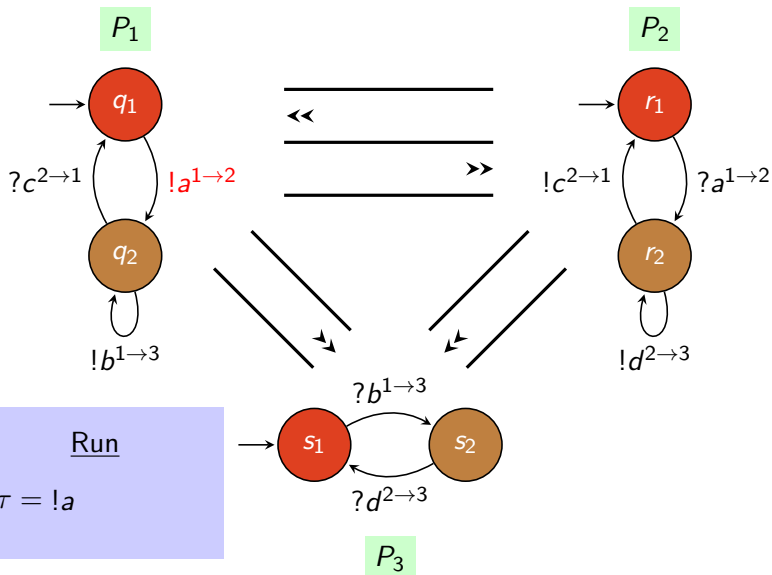 P₁ P₂
q₁ r₁
?c²→¹ !a¹→² !c²→¹ ?a¹→²
q₂ r₂
!b¹→³ !d²→³
?b¹→³
Run s₁ s₂
?d²→³
τ = !a
P₃